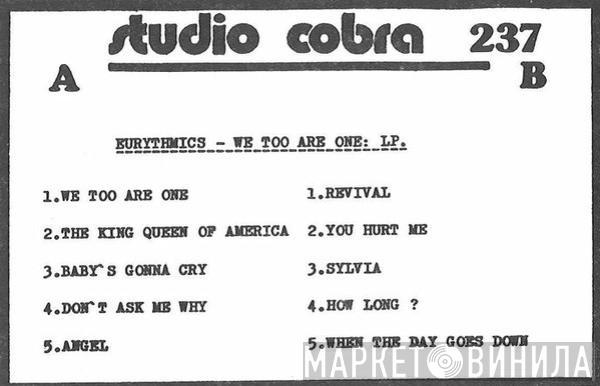 studio cobra 237
A B
EURYTHMICS - WE TOO ARE ONE: LP.
1.WE TOO ARE ONE 1.REVIVAL
2.THE KING QUEEN OF AMERICA 2.YOU HURT ME
3.BABY`S GONNA CRY 3.SYLVIA
4.DON`T ASK ME WHY 4.HOW LONG ?
5.ANGEL 5.WHEN THE DAY GOES DOWN
МАРКЕТ ВИНИЛА